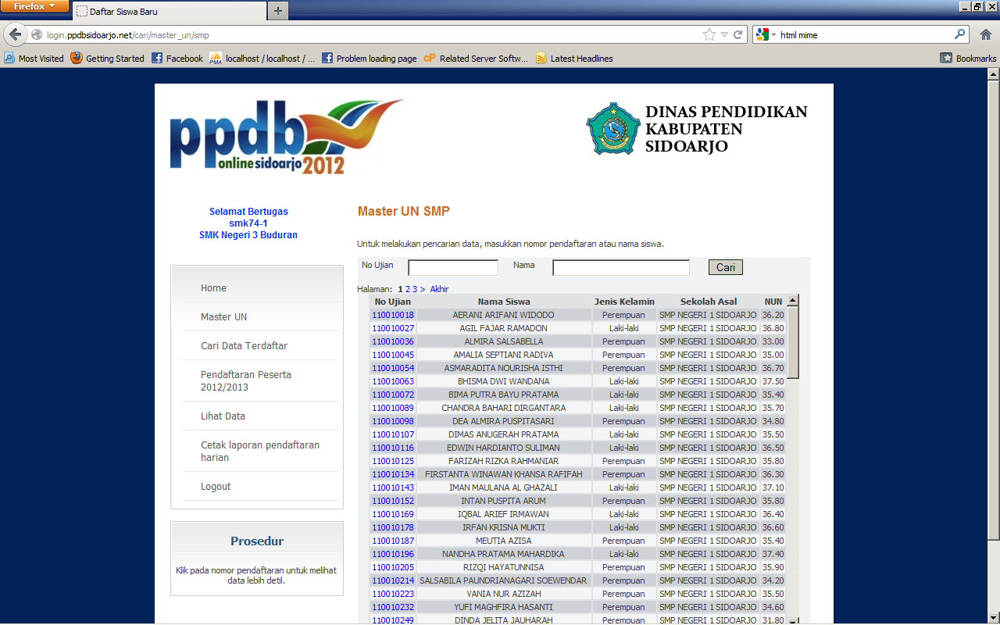 Firefox
Daftar Siswa Baru
login.ppdbsidoarjo.net/cari/master_un/smp
html mime
Most Visited Getting Started Facebook localhost / localhost / ... Problem loading page Related Server Softw... Latest Headlines Bookmarks
ppdb
online sidoarjo 2012
DINAS PENDIDIKAN
KABUPATEN
SIDOARJO
Selamat Bertugas
smk74-1
SMK Negeri 3 Buduran
Home
Master UN
Cari Data Terdaftar
Pendaftaran Peserta
2012/2013
Lihat Data
Cetak laporan pendaftaran
harian
Logout
Prosedur
Klik pada nomor pendaftaran untuk melihat
data lebih detil.
Master UN SMP
Untuk melakukan pencarian data, masukkan nomor pendaftaran atau nama siswa.
No Ujian Nama Cari
Halaman: 1 2 3 > Akhir
No Ujian Nama Siswa Jenis Kelamin Sekolah Asal NUN
110010018 AERANI ARIFANI WIDODO Perempuan SMP NEGERI 1 SIDOARJO 36.20
110010027 AGIL FAJAR RAMADON Laki-laki SMP NEGERI 1 SIDOARJO 36.80
110010036 ALMIRA SALSABELLA Perempuan SMP NEGERI 1 SIDOARJO 33.00
110010045 AMALIA SEPTIANI RADIVA Perempuan SMP NEGERI 1 SIDOARJO 35.00
110010054 ASMARADITA NOURISHA ISTHI Perempuan SMP NEGERI 1 SIDOARJO 36.70
110010063 BHISMA DWI WANDANA Laki-laki SMP NEGERI 1 SIDOARJO 37.50
110010072 BIMA PUTRA BAYU PRATAMA Laki-laki SMP NEGERI 1 SIDOARJO 35.40
110010089 CHANDRA BAHARI DIRGANTARA Laki-laki SMP NEGERI 1 SIDOARJO 35.70
110010098 DEA ALMIRA PUSPITASARI Perempuan SMP NEGERI 1 SIDOARJO 34.80
110010107 DIMAS ANUGERAH PRATAMA Laki-laki SMP NEGERI 1 SIDOARJO 35.50
110010116 EDWIN HARDIANTO SULIMAN Laki-laki SMP NEGERI 1 SIDOARJO 36.50
110010125 FARIZAH RIZKA RAHMANIAR Perempuan SMP NEGERI 1 SIDOARJO 35.80
110010134 FIRSTANTA WINAWAN KHANSA RAFIFAH Perempuan SMP NEGERI 1 SIDOARJO 36.30
110010143 IMAN MAULANA AL GHAZALI Laki-laki SMP NEGERI 1 SIDOARJO 37.10
110010152 INTAN PUSPITA ARUM Perempuan SMP NEGERI 1 SIDOARJO 35.80
110010169 IQBAL ARIEF IRMAWAN Laki-laki SMP NEGERI 1 SIDOARJO 36.40
110010178 IRFAN KRISNA MUKTI Laki-laki SMP NEGERI 1 SIDOARJO 36.60
110010187 MEUTIA AZISA Perempuan SMP NEGERI 1 SIDOARJO 35.40
110010196 NANDHA PRATAMA MAHARDIKA Laki-laki SMP NEGERI 1 SIDOARJO 37.40
110010205 RIZQI HAYATUNNISA Perempuan SMP NEGERI 1 SIDOARJO 35.90
110010214 SALSABILA PAUNDRIANAGARI SOEWENDAR Perempuan SMP NEGERI 1 SIDOARJO 34.20
110010223 VANIA NUR AZIZAH Perempuan SMP NEGERI 1 SIDOARJO 35.50
110010232 YUFI MAGHFIRA HASANTI Perempuan SMP NEGERI 1 SIDOARJO 34.60
110010249 DINDA JELITA JAUHARAH Perempuan SMP NEGERI 1 SIDOARJO 31.80